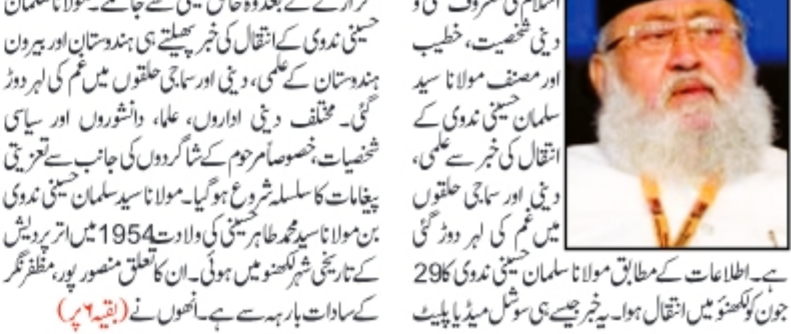 اسلام کی معروف علمی و
دینی شخصیت، خطیب
اور مصنف مولانا سید
سلمان حسینی ندوی کے
انتقال کی خبر سے علمی،
دینی اور سماجی حلقوں
میں غم کی لہر دوڑ گئی
ہے۔ اطلاعات کے مطابق مولانا سلمان حسینی ندوی کا 29
جون کو لکھنؤ میں انتقال ہوا۔ یہ خبر جیسے ہی سوشل میڈیا پلیٹ
کے بعد وہ مولانا سلمان
حسینی ندوی کے انتقال کی خبر پھیلتے ہی ہندوستان اور بیرون
ہندوستان کے علمی، دینی اور سماجی حلقوں میں غم کی لہر دوڑ
گئی۔ مختلف دینی اداروں، علما، دانشوروں اور سیاسی
شخصیات، خصوصاً مرحوم کے شاگردوں کی جانب سے تعزیتی
پیغامات کا سلسلہ شروع ہوگیا۔ مولانا سید سلمان حسینی ندوی
بن مولانا سید محمد طاہر حسینی کی ولادت 1954 میں اتر پردیش
کے تاریخی شہر لکھنؤ میں ہوئی۔ ان کا تعلق منصور پور، مظفر نگر
کے سادات بارہہ سے ہے۔ انھوں نے (بقیہ ۶ پر)